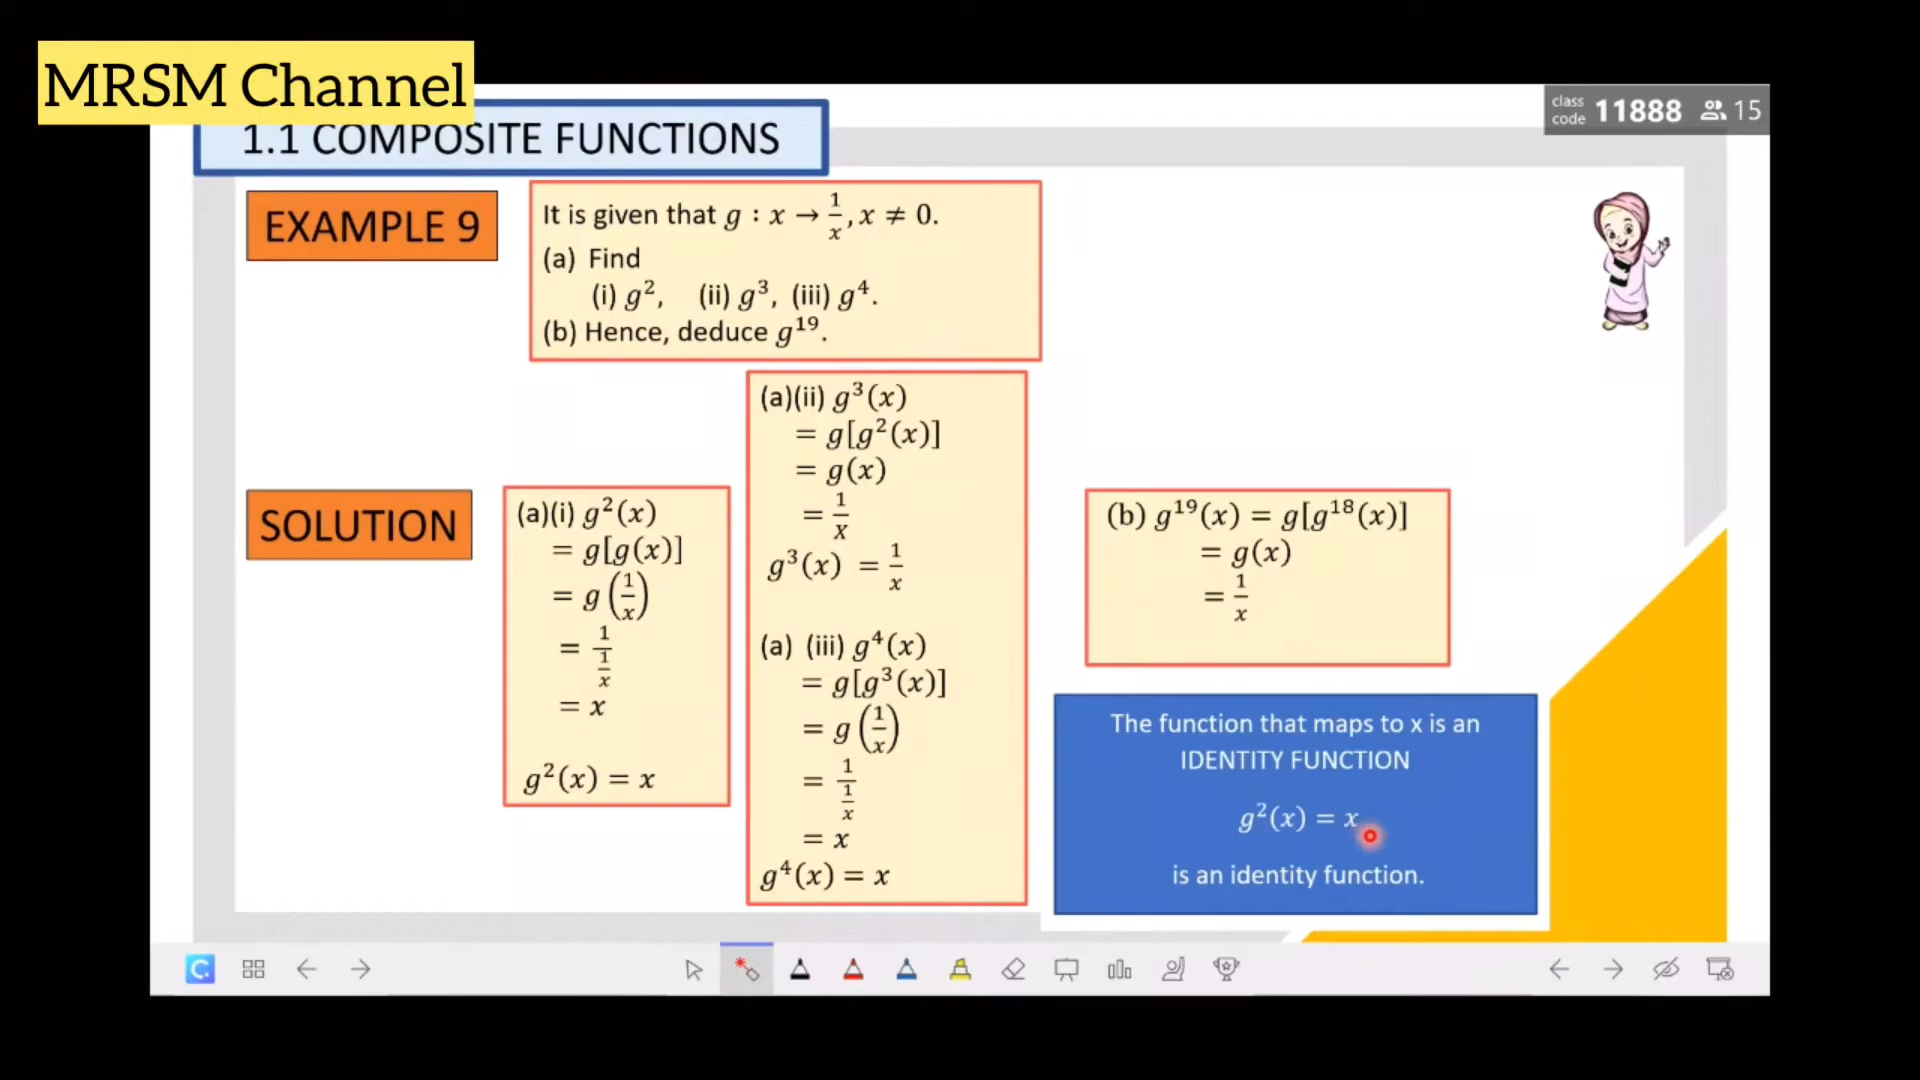 MRSM Channel
class code 11888 15
1.1 COMPOSITE FUNCTIONS
EXAMPLE 9
It is given that g : x → 1/x, x ≠ 0.
(a) Find
(i) g², (ii) g³, (iii) g⁴.
(b) Hence, deduce g¹⁹.
SOLUTION
(a)(i) g²(x)
= g[g(x)]
= g(1/x)
= 1/(1/x)
= x
g²(x) = x
(a)(ii) g³(x)
= g[g²(x)]
= g(x)
= 1/X
g³(x) = 1/x
(a) (iii) g⁴(x)
= g[g³(x)]
= g(1/x)
= 1/(1/x)
= x
g⁴(x) = x
(b) g¹⁹(x) = g[g¹⁸(x)]
= g(x)
= 1/x
The function that maps to x is an
IDENTITY FUNCTION
g²(x) = x
is an identity function.